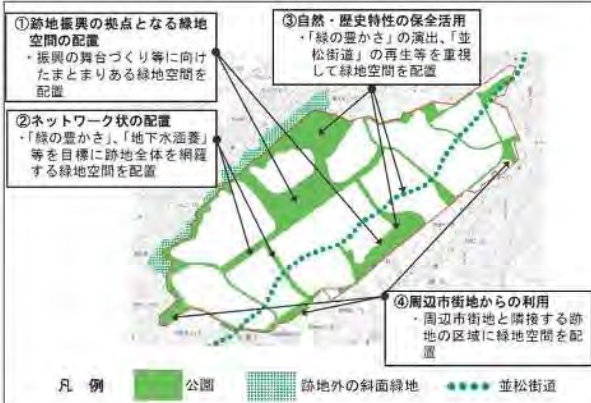 ①跡地振興の拠点となる緑地
空間の配置
・振興の舞台づくり等に向け
たまとまりある緑地空間を
配置
③自然・歴史特性の保全活用
・「緑の豊かさ」の演出、「並
松街道」の再生等を重視
して緑地空間を配置
②ネットワーク状の配置
・「緑の豊かさ」、「地下水涵養」
等を目標に跡地全体を網羅
する緑地空間を配置
④周辺市街地からの利用
・周辺市街地と隣接する跡
地の区域に緑地空間を配
置
凡 例
公園
跡地外の斜面緑地
並松街道